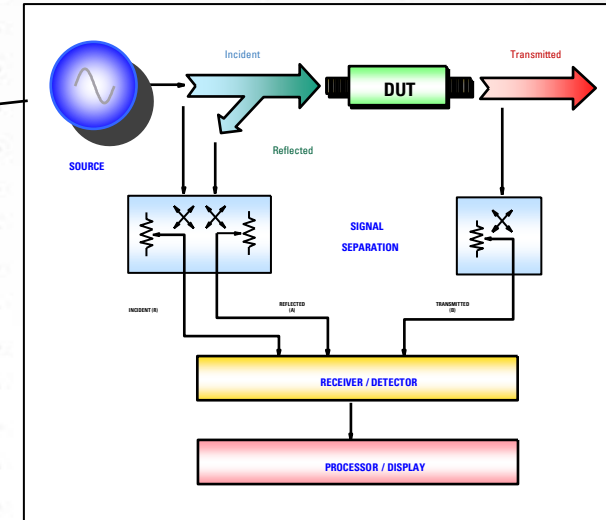 Incident
Transmitted
DUT
Reflected
SOURCE
SIGNAL
SEPARATION
INCIDENT (R)
REFLECTED
(A)
TRANSMITTED
(B)
RECEIVER / DETECTOR
PROCESSOR / DISPLAY